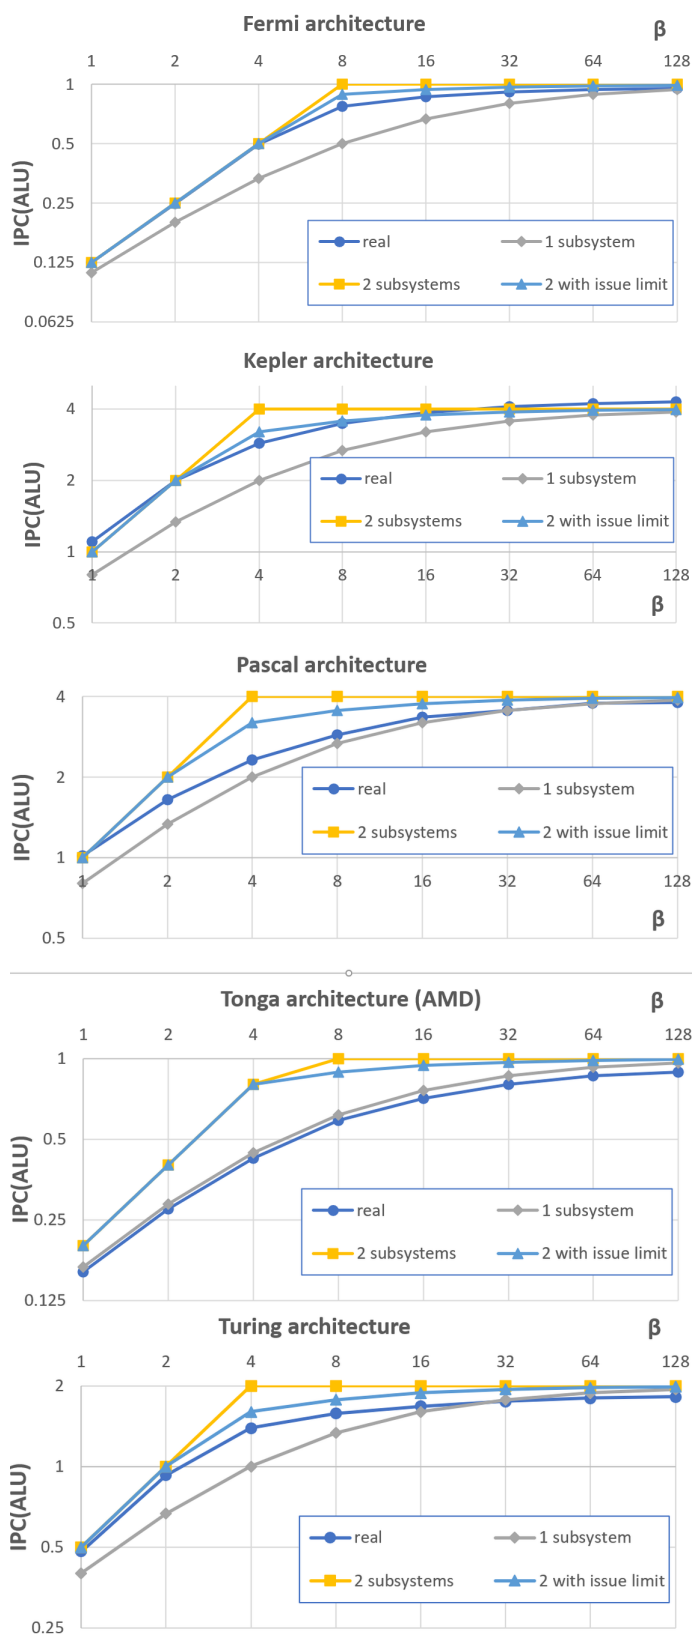 Fermi architecture
β
1 2 4 8 16 32 64 128
1
0.5
0.25
0.125
0.0625
IPC(ALU)
real 1 subsystem
2 subsystems 2 with issue limit
Kepler architecture
4
2
1
0.5
IPC(ALU)
real 1 subsystem
2 subsystems 2 with issue limit
1 2 4 8 16 32 64 128
β
Pascal architecture
4
2
1
0.5
IPC(ALU)
real 1 subsystem
2 subsystems 2 with issue limit
1 2 4 8 16 32 64 128
β
Tonga architecture (AMD)
β
1 2 4 8 16 32 64 128
1
0.5
0.25
0.125
IPC(ALU)
real 1 subsystem
2 subsystems 2 with issue limit
Turing architecture
β
1 2 4 8 16 32 64 128
2
1
0.5
0.25
IPC(ALU)
real 1 subsystem
2 subsystems 2 with issue limit